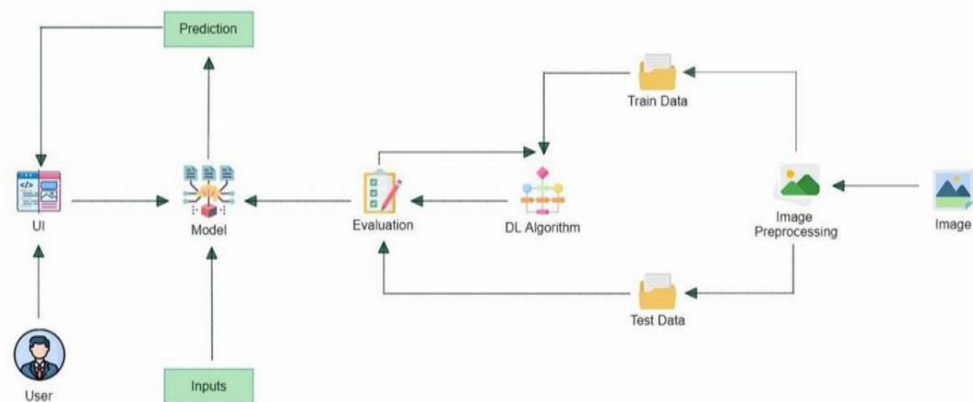 Prediction
Train Data
UI
Model
Evaluation
DL Algorithm
Image
Preprocessing
Image
Test Data
User
Inputs